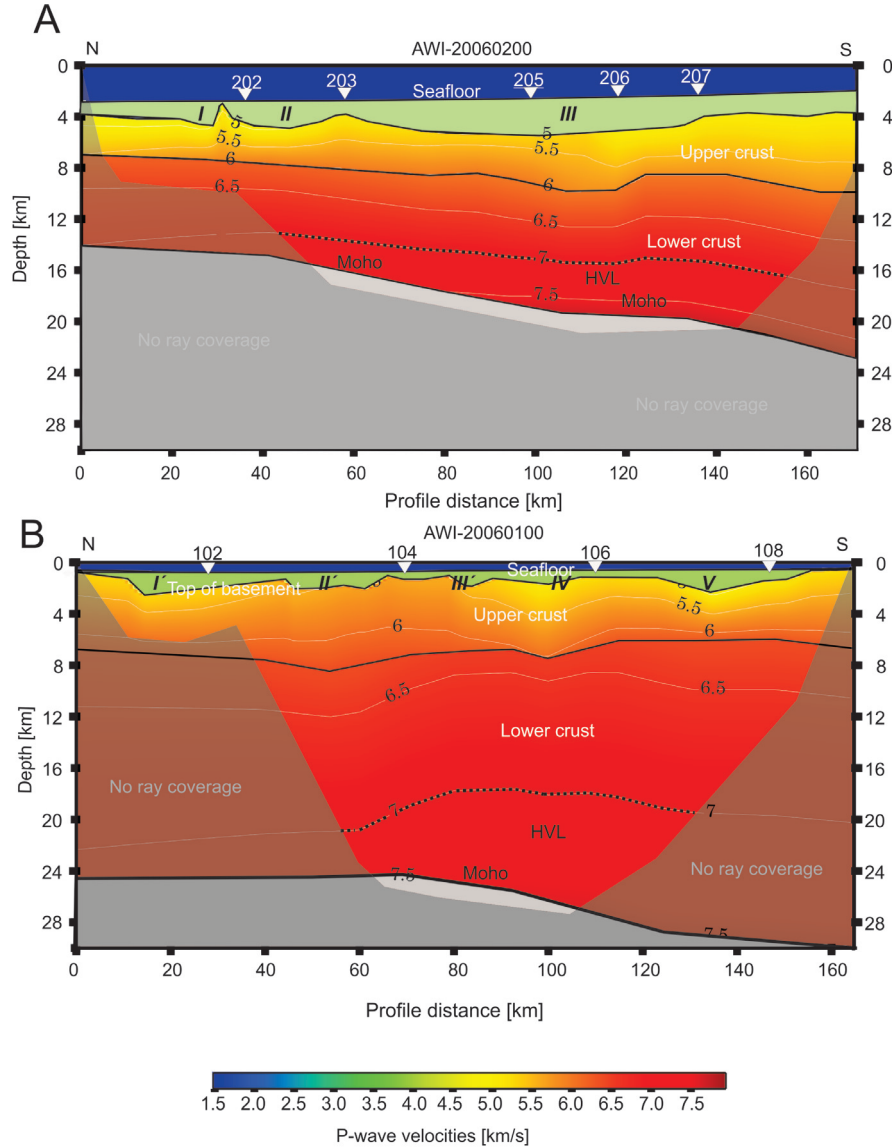 A
N AWI-20060200 S
0 0
202 203 205 206 207
Seafloor
4 I II III 4
5 5
5.5 5.5 Upper crust
8 6 6 8
6.5 6.5
12 12
7 Lower crust
16 Moho HVL 16
7.5 Moho
20 20
No ray coverage
24 24
No ray coverage
28 28
Depth [km]
0 20 40 60 80 100 120 140 160
Profile distance [km]
B
N AWI-20060100 S
102 104 106 108
0 0
Seafloor
I´ II´ III´ IV V
Top of basement 5.5
4 Upper crust 4
6 6
8 8
6.5 6.5
12 12
Lower crust
16 16
No ray coverage
7 7
20 20
HVL
24 7.5 Moho No ray coverage 24
28 7.5 28
Depth [km]
0 20 40 60 80 100 120 140 160
Profile distance [km]
1.5 2.0 2.5 3.0 3.5 4.0 4.5 5.0 5.5 6.0 6.5 7.0 7.5
P-wave velocities [km/s]